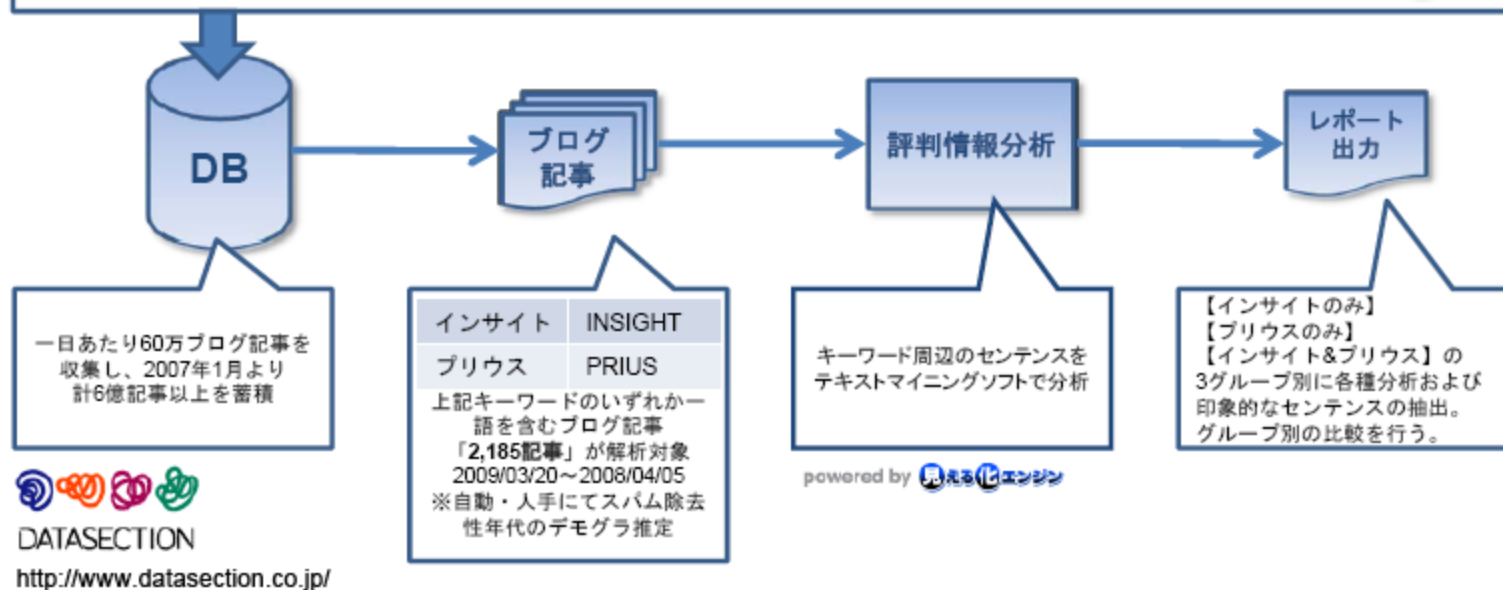 DB
ブログ
記事
評判情報分析
レポート
出力
一日あたり60万ブログ記事を
収集し、2007年1月より
計6億記事以上を蓄積
インサイト INSIGHT
プリウス PRIUS
上記キーワードのいずれか一
語を含むブログ記事
「2,185記事」が解析対象
2009/03/20～2008/04/05
※自動・人手にてスパム除去
性年代のデモグラ推定
キーワード周辺のセンテンスを
テキストマイニングソフトで分析
【インサイトのみ】
【プリウスのみ】
【インサイト&プリウス】の
3グループ別に各種分析および
印象的なセンテンスの抽出。
グループ別の比較を行う。
powered by 見える化エンジン
DATASECTION
http://www.datasection.co.jp/